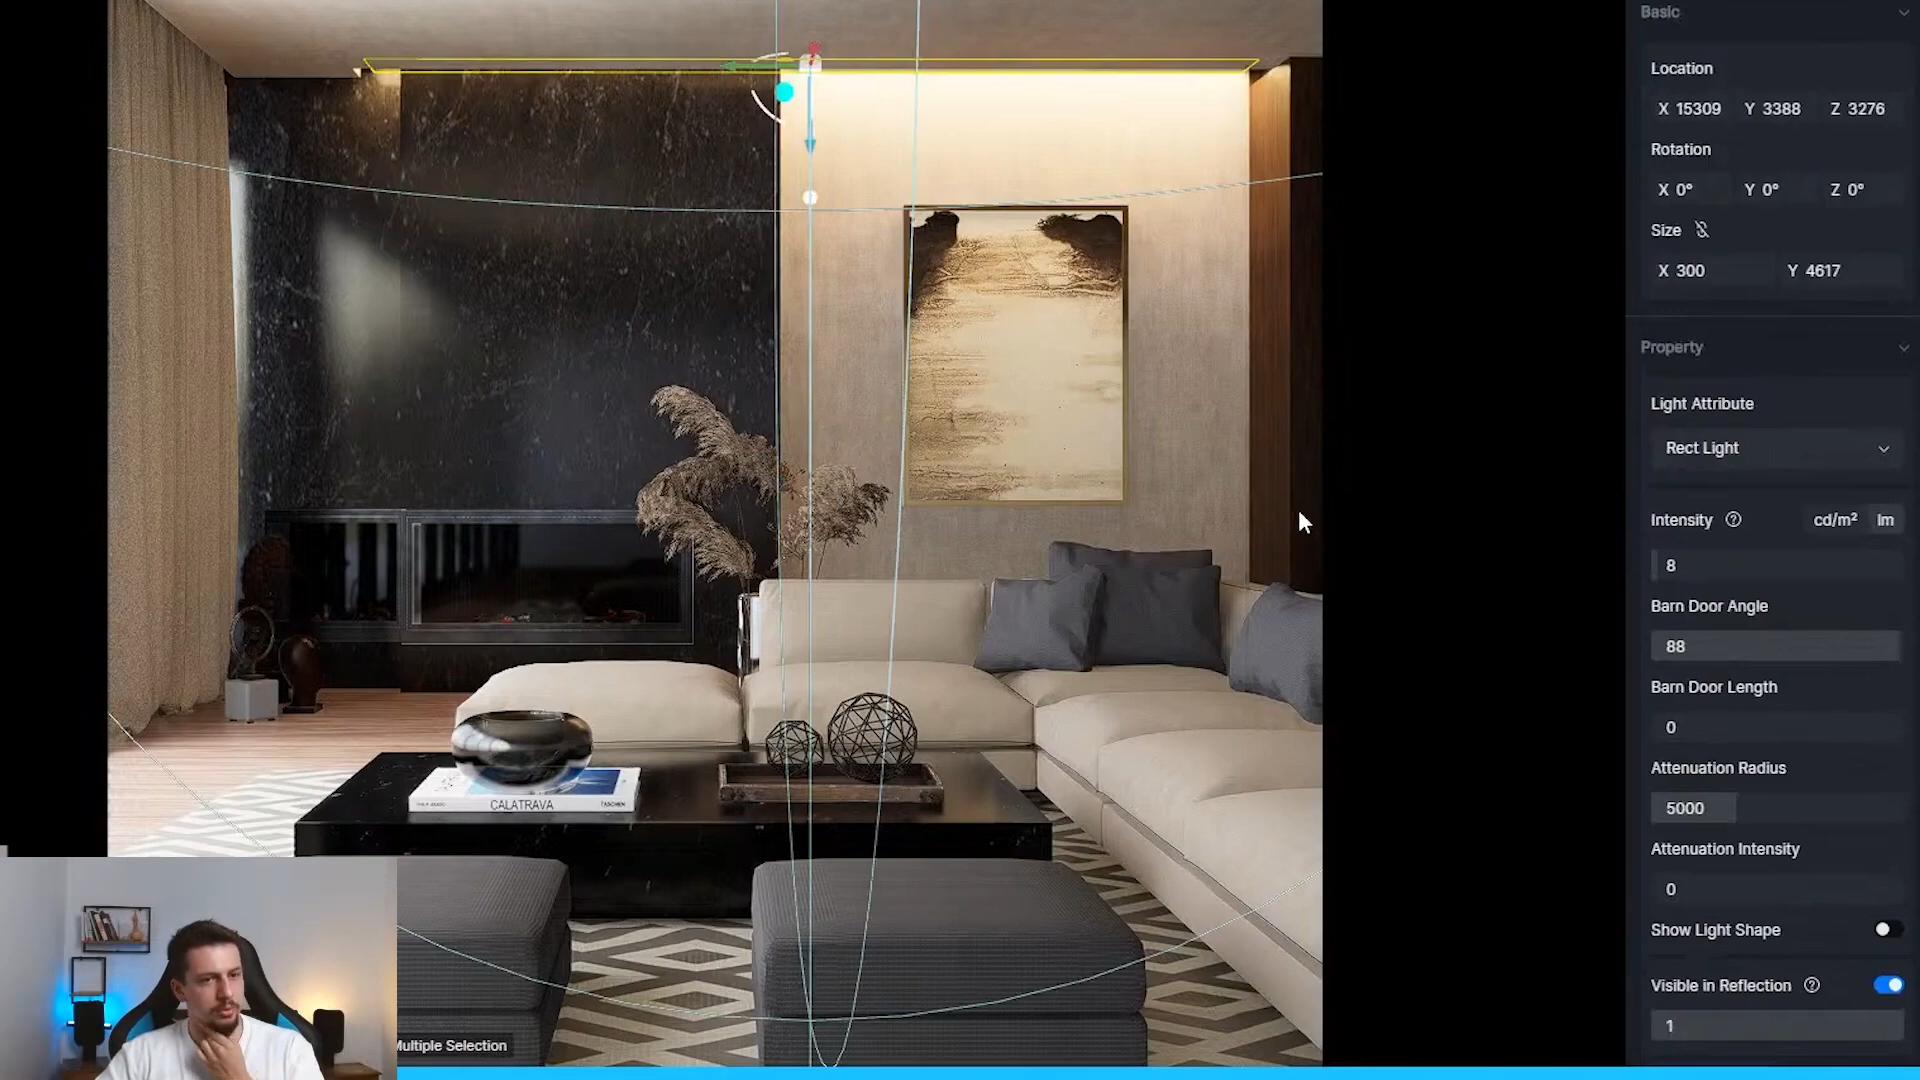 Basic
Location
X 15309 Y 3388 Z 3276
Rotation
X 0° Y 0° Z 0°
Size
X 300 Y 4617
Property
Light Attribute
Rect Light
Intensity ? cd/m² lm
8
Barn Door Angle
88
Barn Door Length
0
Attenuation Radius
5000
Attenuation Intensity
0
Show Light Shape
Visible in Reflection ?
1
CALATRAVA
TASCHEN
Multiple Selection